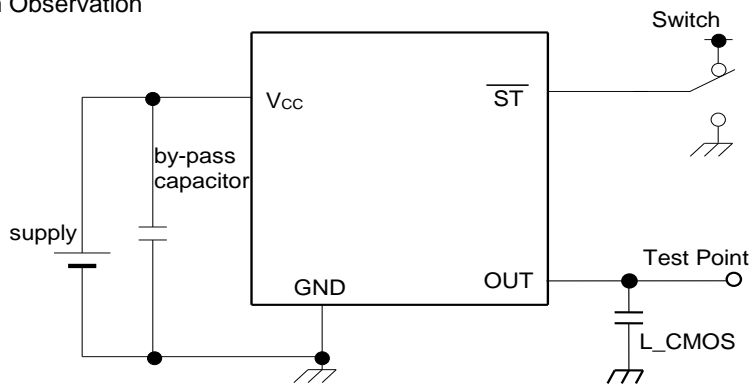 Observation
Switch
VCC
ST
by-pass
capacitor
supply
GND
OUT
Test Point
L_CMOS